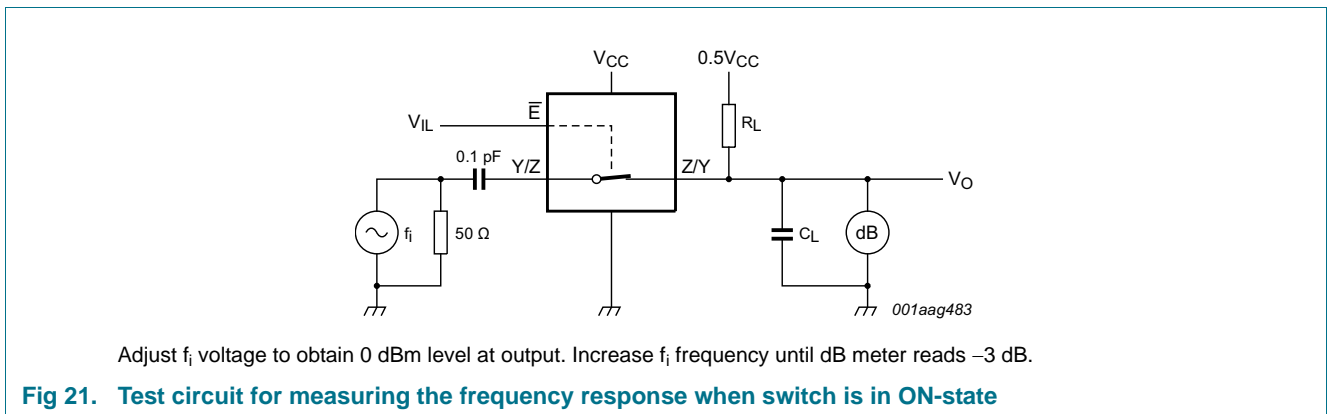 VCC
0.5VCC
E̅
RL
VIL
0.1 pF
Y/Z
Z/Y
VO
fi
50 Ω
CL
dB
001aag483
Adjust fi voltage to obtain 0 dBm level at output. Increase fi frequency until dB meter reads −3 dB.
Fig 21. Test circuit for measuring the frequency response when switch is in ON-state